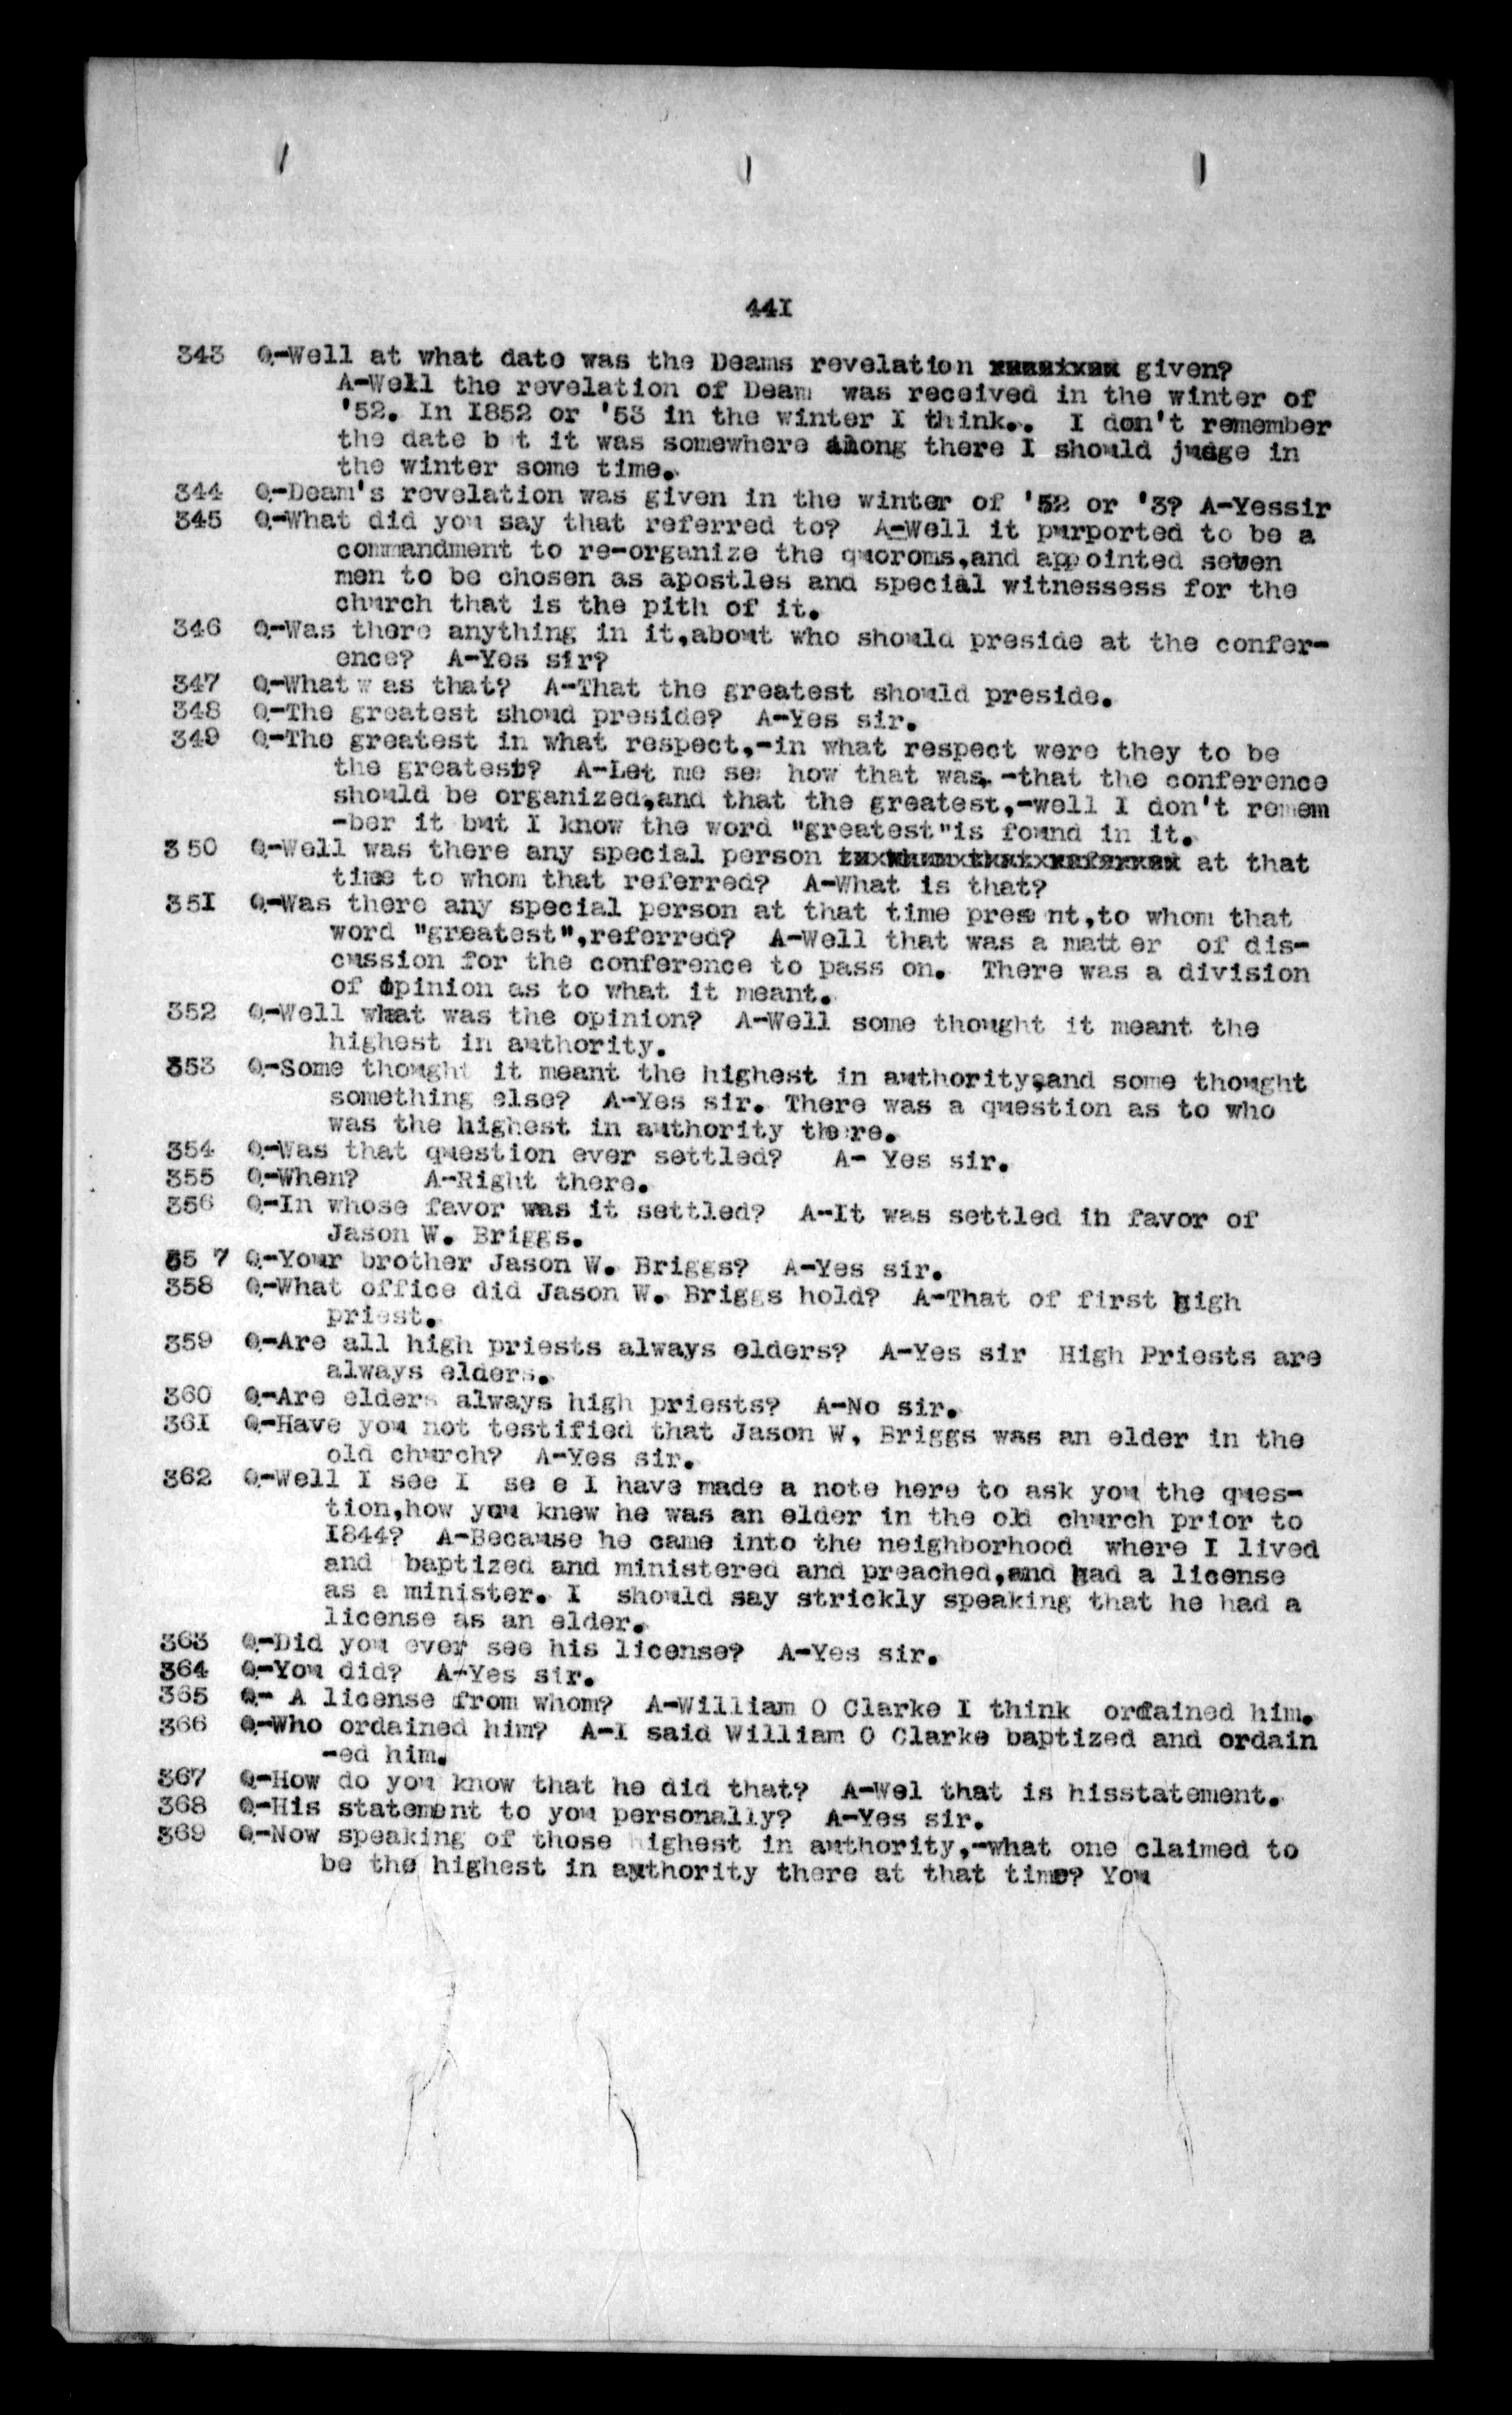 441
343 Q-Well at what date was the Deams revelation given?
A-Well the revelation of Deam was received in the winter of
'52. In I852 or '53 in the winter I think.. I don't remember
the date b t it was somewhere along there I should judge in
the winter some time.
344 Q-Deam's revelation was given in the winter of '52 or '3? A-Yessir
345 Q-What did you say that referred to? A-Well it purported to be a
commandment to re-organize the quoroms,and appointed seven
men to be chosen as apostles and special witnessess for the
church that is the pith of it.
346 Q-Was there anything in it,about who should preside at the confer-
ence? A-Yes sir?
347 Q-What w as that? A-That the greatest should preside.
348 Q-The greatest shoud preside? A-Yes sir.
349 Q-The greatest in what respect,-in what respect were they to be
the greatest? A-Let me se how that was, -that the conference
should be organized,and that the greatest,-well I don't remem
-ber it but I know the word "greatest"is found in it.
3 50 Q-Well was there any special person at that
time to whom that referred? A-What is that?
35I Q-Was there any special person at that time prese nt,to whom that
word "greatest",referred? A-Well that was a matt er of dis-
cussion for the conference to pass on. There was a division
of opinion as to what it meant.
352 Q-Well what was the opinion? A-Well some thought it meant the
highest in authority.
353 Q-Some thought it meant the highest in authority,and some thought
something else? A-Yes sir. There was a question as to who
was the highest in authority there.
354 Q-Was that question ever settled? A- Yes sir.
355 Q-When? A-Right there.
356 Q-In whose favor was it settled? A-It was settled in favor of
Jason W. Briggs.
35 7 Q-Your brother Jason W. Briggs? A-Yes sir.
358 Q-What office did Jason W. Briggs hold? A-That of first high
priest.
359 Q-Are all high priests always elders? A-Yes sir High Priests are
always elders.
360 Q-Are elders always high priests? A-No sir.
36I Q-Have you not testified that Jason W. Briggs was an elder in the
old church? A-Yes sir.
362 Q-Well I see I se e I have made a note here to ask you the ques-
tion,how you knew he was an elder in the old church prior to
I844? A-Because he came into the neighborhood where I lived
and baptized and ministered and preached,and had a license
as a minister. I should say strickly speaking that he had a
license as an elder.
363 Q-Did you ever see his license? A-Yes sir.
364 Q-You did? A-Yes sir.
365 Q- A license from whom? A-William O Clarke I think ordained him.
366 Q-Who ordained him? A-I said William O Clarke baptized and ordain
-ed him.
367 Q-How do you know that he did that? A-Wel that is hisstatement.
368 Q-His statement to you personally? A-Yes sir.
369 Q-Now speaking of those highest in authority,-what one claimed to
be the highest in authority there at that time? You